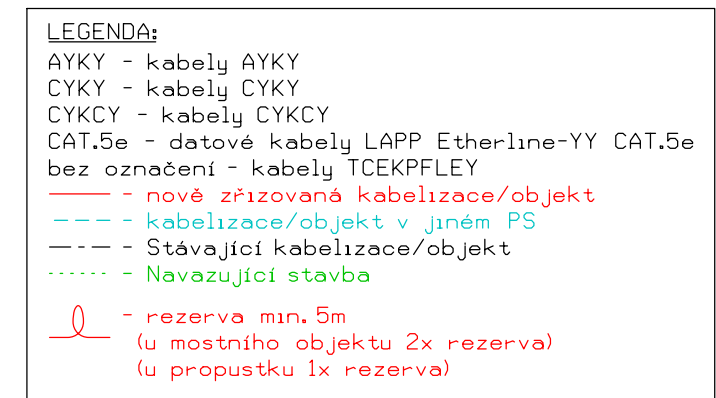 LEGENDA:
AYKY - kabely AYKY
CYKY - kabely CYKY
CYKCY - kabely CYKCY
CAT.5e - datové kabely LAPP Etherline-YY CAT.5e
bez označení - kabely TCEKPFLEY
- nově zřizovaná kabelizace/objekt
- kabelizace/objekt v jiném PS
- Stávající kabelizace/objekt
- Navazující stavba
- rezerva min. 5m
(u mostního objektu 2x rezerva)
(u propustku 1x rezerva)